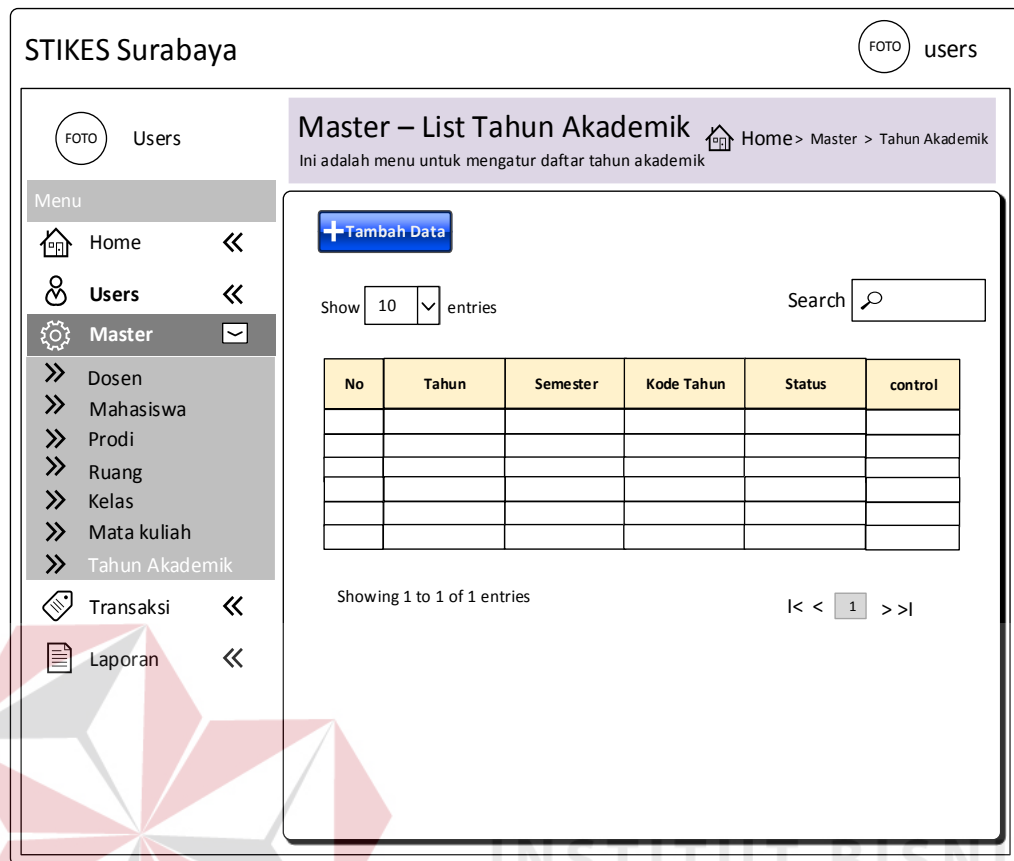 STIKES Surabaya
FOTO users
FOTO Users
Master – List Tahun Akademik
Ini adalah menu untuk mengatur daftar tahun akademik
Home > Master > Tahun Akademik
Menu
Home
Users
Master
Dosen
Mahasiswa
Prodi
Ruang
Kelas
Mata kuliah
Tahun Akademik
Transaksi
Laporan
+Tambah Data
Show 10 entries
Search
No Tahun Semester Kode Tahun Status control
Showing 1 to 1 of 1 entries
|< < 1 > >|
INSTITUT BISNI